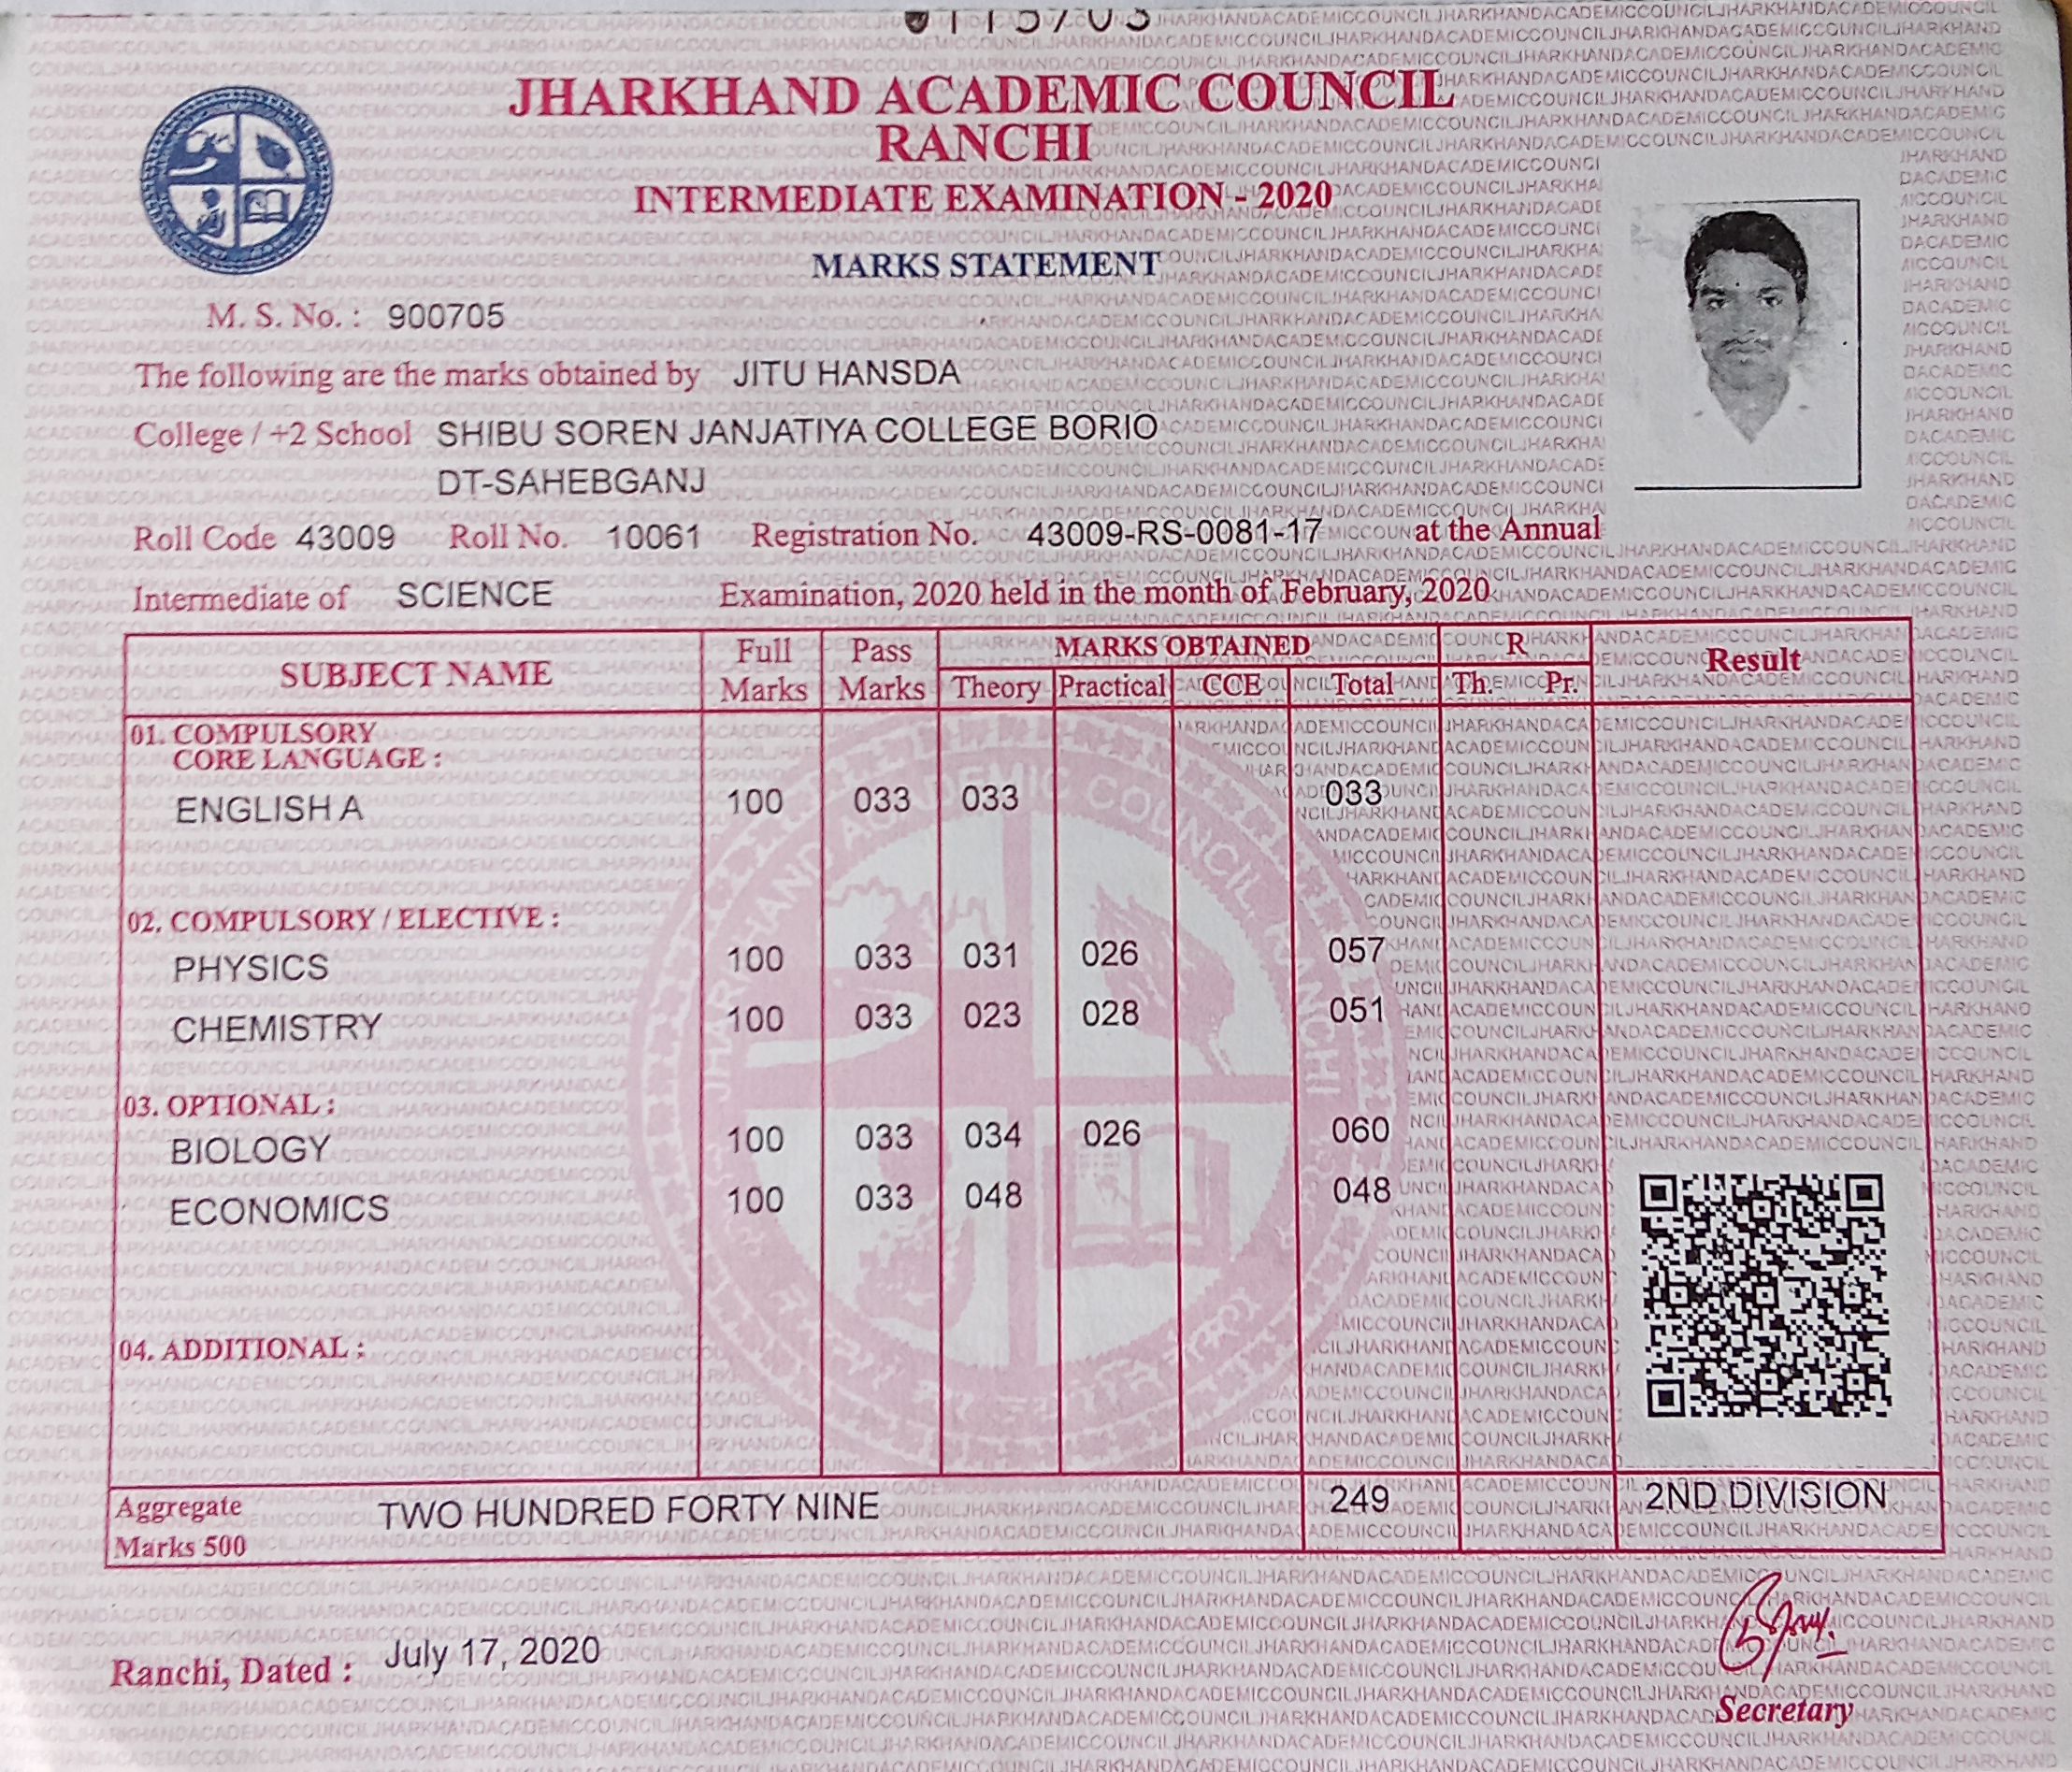 JHARKHAND ACADEMIC COUNCIL
RANCHI
INTERMEDIATE EXAMINATION - 2020
MARKS STATEMENT
M. S. No. : 900705
The following are the marks obtained by JITU HANSDA
College / +2 School SHIBU SOREN JANJATIYA COLLEGE BORIO
DT-SAHEBGANJ
Roll Code 43009 Roll No. 10061 Registration No. 43009-RS-0081-17 at the Annual
Intermediate of SCIENCE Examination, 2020 held in the month of February, 2020
SUBJECT NAME Full Marks Pass Marks MARKS OBTAINED R Result
Theory Practical CCE Total Th. Pr.
01. COMPULSORY
CORE LANGUAGE :
ENGLISH A 100 033 033 033
02. COMPULSORY / ELECTIVE :
PHYSICS 100 033 031 026 057
CHEMISTRY 100 033 023 028 051
03. OPTIONAL :
BIOLOGY 100 033 034 026 060
ECONOMICS 100 033 048 048
04. ADDITIONAL :
Aggregate TWO HUNDRED FORTY NINE 249 2ND DIVISION
Marks 500
Ranchi, Dated : July 17, 2020
Secretary